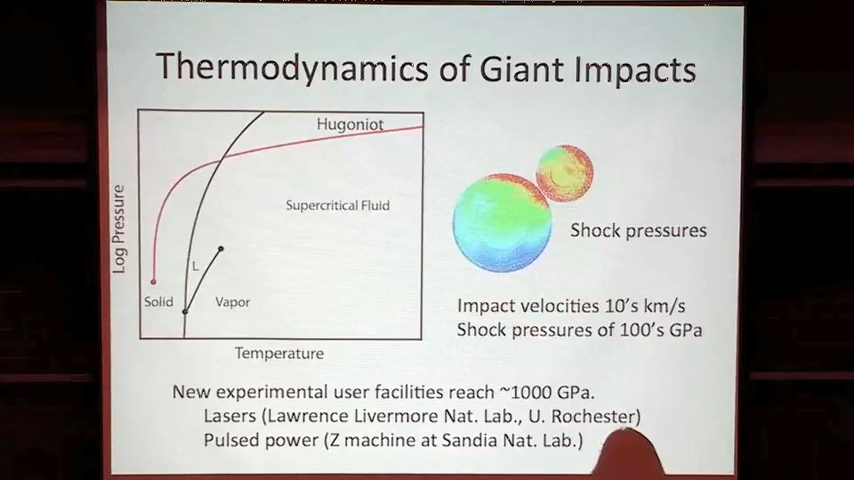 Thermodynamics of Giant Impacts
Hugoniot
Log Pressure
Supercritical Fluid
L
Solid
Vapor
Temperature
Shock pressures
Impact velocities 10's km/s
Shock pressures of 100's GPa
New experimental user facilities reach ~1000 GPa.
Lasers (Lawrence Livermore Nat. Lab., U. Rochester)
Pulsed power (Z machine at Sandia Nat. Lab.)